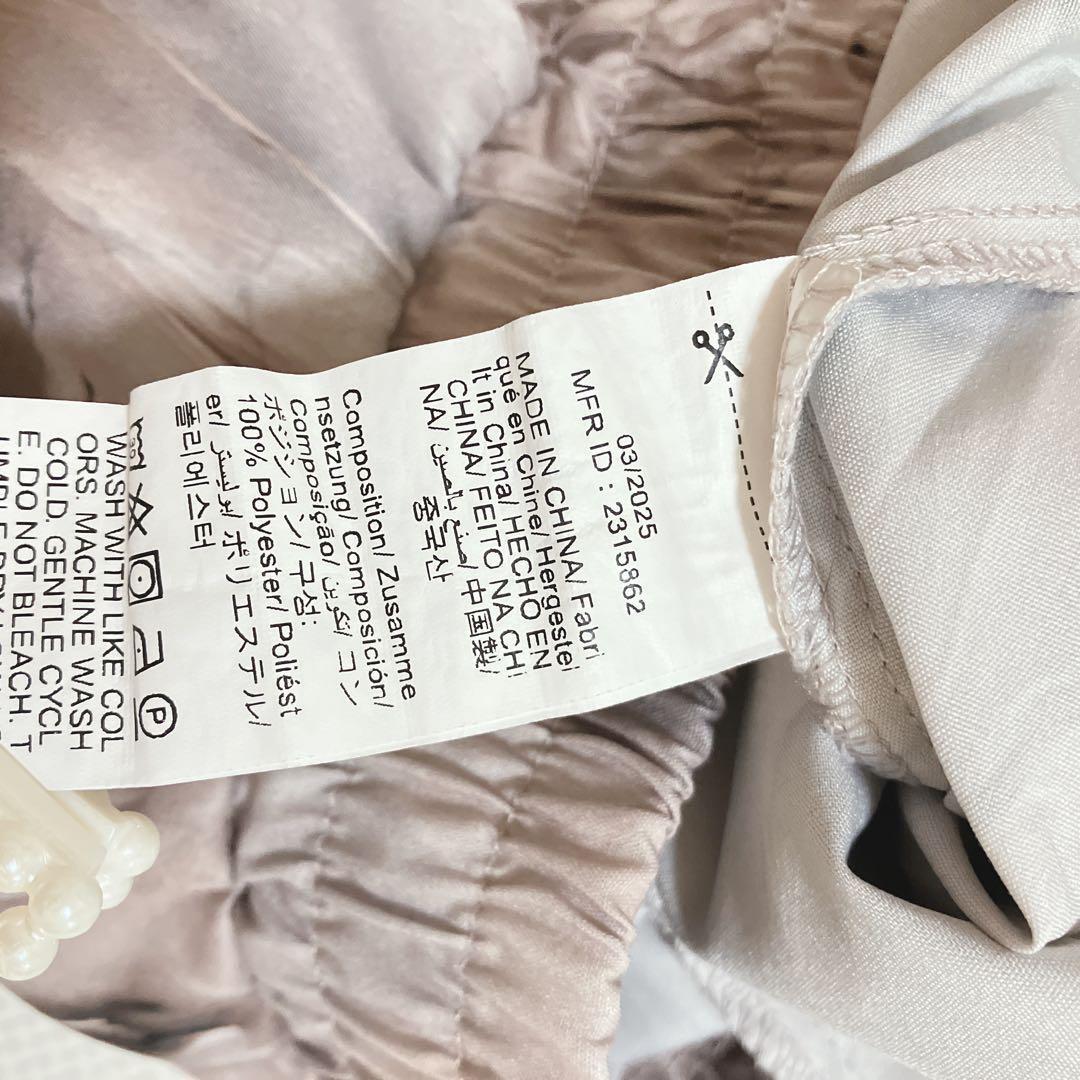 03/2025
MFR ID : 2315862
MADE IN CHINA/ Fabri
qué en Chine/ Hergestel
lt in China/ HECHO EN
CHINA/ FEITO NA CHI
NA/ صنع بالصين/ 中国製/
중국산
Composition/ Zusamme
nsetzung/ Composición/
Composição/ تكوين/ コン
ポジション/ 구성:
100% Polyester/ Poliést
er/ بوليستر/ ポリエステル/
폴리에스터
30
P
WASH WITH LIKE COL
ORS. MACHINE WASH
COLD. GENTLE CYCL
E. DO NOT BLEACH. T